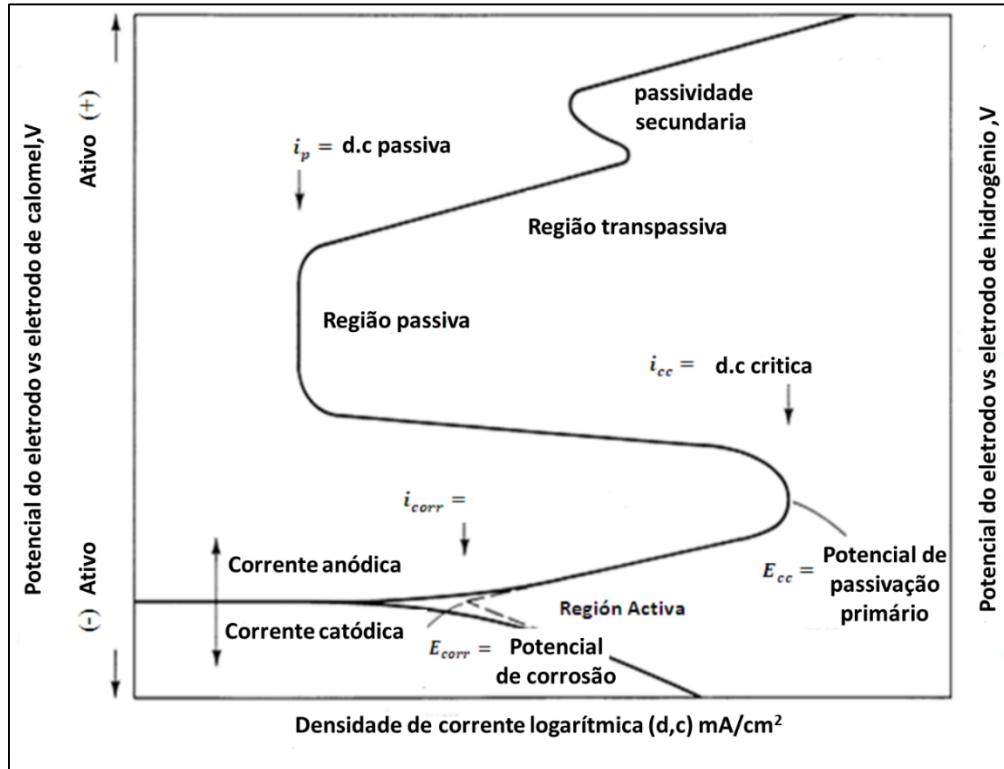 Potencial do eletrodo vs eletrodo de calomel,V
Ativo (+)
(-) Ativo
passividade
secundaria
i_p = d.c passiva
Região transpassiva
Região passiva
i_cc = d.c critica
i_corr =
Corrente anódica
Corrente catódica
E_cc = Potencial de
passivação
primário
Región Activa
E_corr = Potencial
de corrosão
Densidade de corrente logarítmica (d,c) mA/cm²
Potencial do eletrodo vs eletrodo de hidrogênio ,V